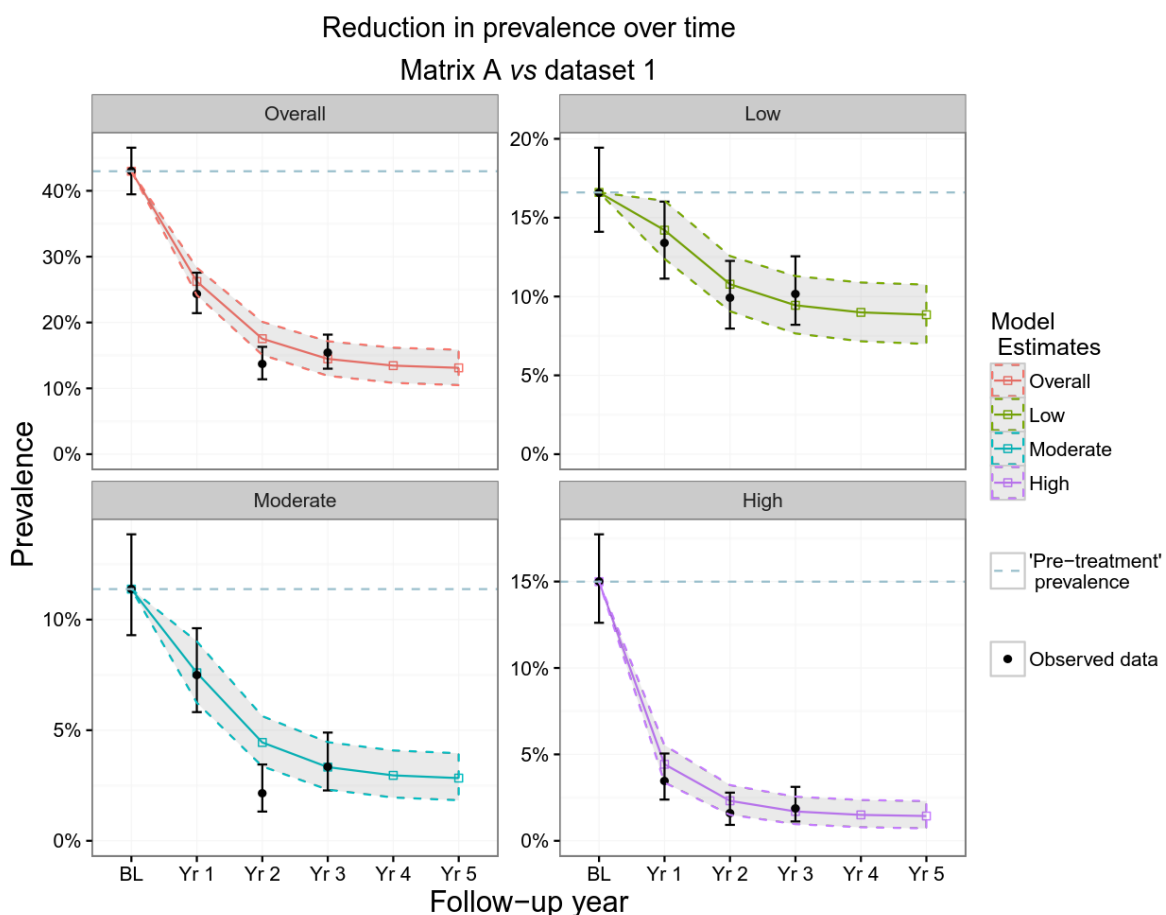 Reduction in prevalence over time
Matrix A vs dataset 1
Overall
Low
40%
30%
20%
10%
0%
20%
15%
10%
5%
0%
Moderate
High
10%
5%
0%
15%
10%
5%
0%
BL Yr 1 Yr 2 Yr 3 Yr 4 Yr 5
BL Yr 1 Yr 2 Yr 3 Yr 4 Yr 5
Prevalence
Follow−up year
Model
Estimates
Overall
Low
Moderate
High
'Pre−treatment'
prevalence
Observed data